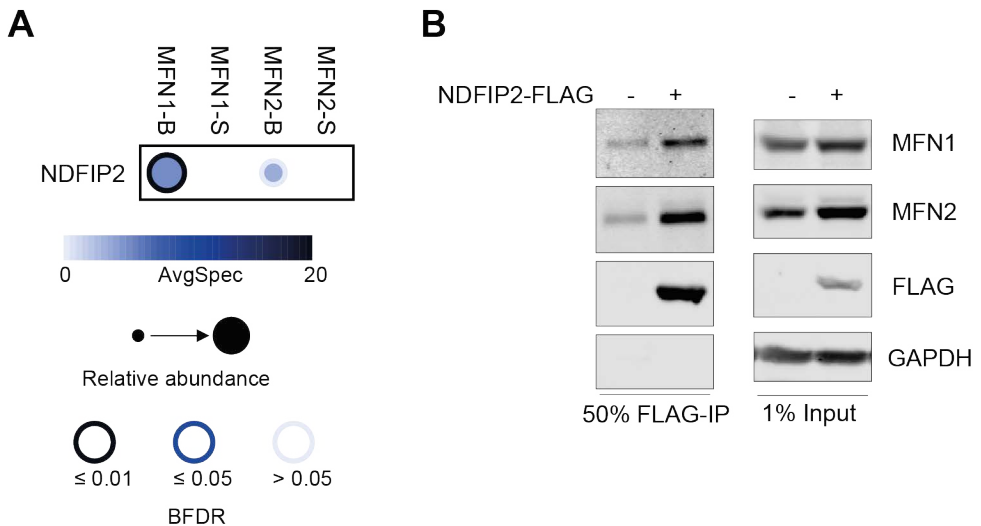 A
MFN1-B
MFN1-S
MFN2-B
MFN2-S
NDFIP2
0 AvgSpec 20
Relative abundance
≤ 0.01 ≤ 0.05 > 0.05
BFDR
B
NDFIP2-FLAG - + - +
MFN1
MFN2
FLAG
GAPDH
50% FLAG-IP 1% Input